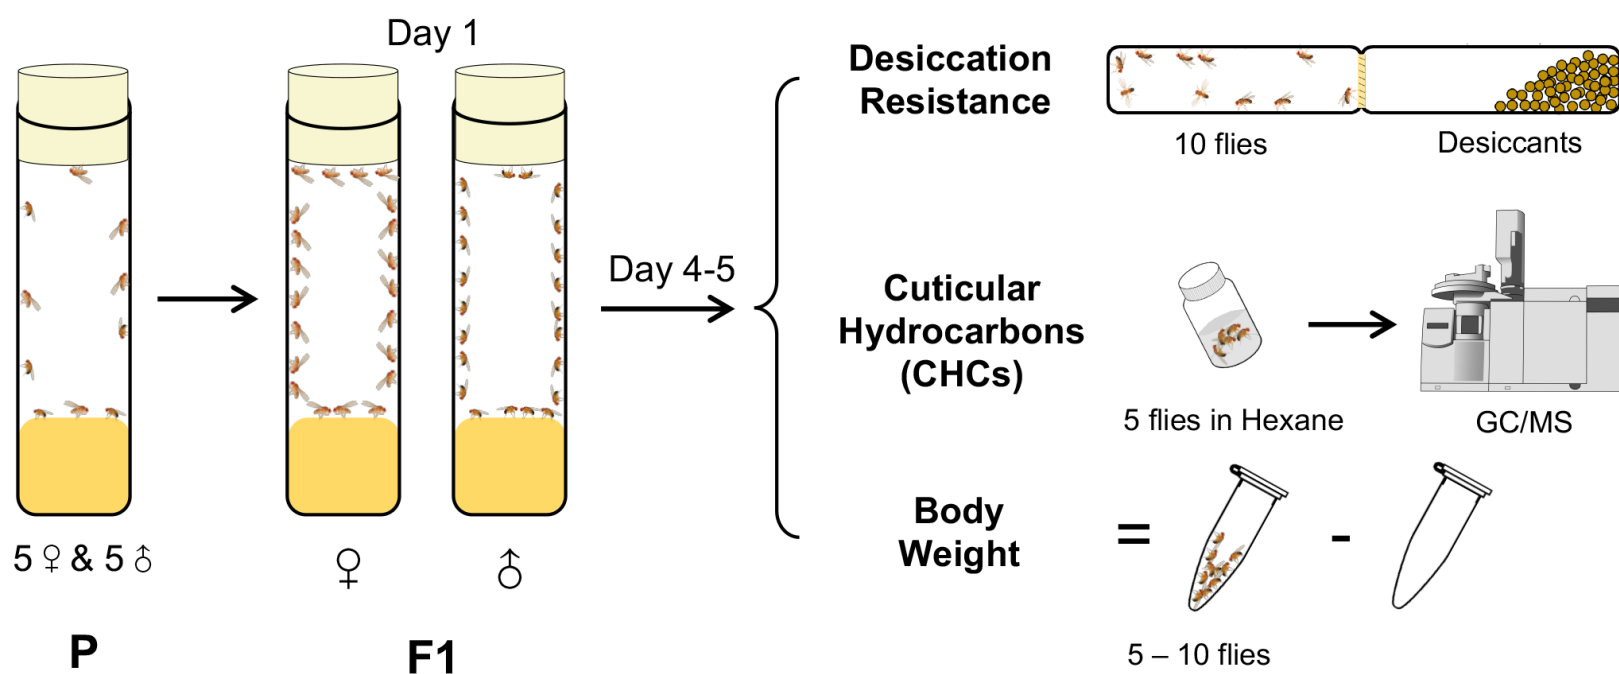 Day 1
5 ♀ & 5 ♂
♀
♂
P
F1
Day 4-5
Desiccation
Resistance
10 flies
Desiccants
Cuticular
Hydrocarbons
(CHCs)
5 flies in Hexane
GC/MS
Body
Weight
=
-
5 – 10 flies